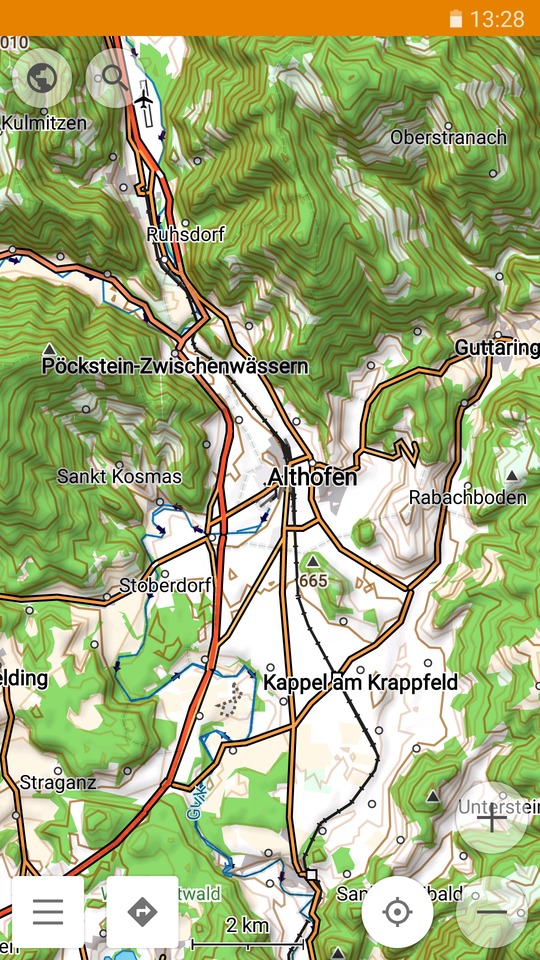 13:28
010
Kulmitzen
Oberstranach
Ruhsdorf
Guttaring
Pöckstein-Zwischenwässern
Sankt Kosmas
Althofen
Rabachboden
665
Stoberdorf
elding
Kappel am Krappfeld
Straganz
Gurk
Unterstein
2 km